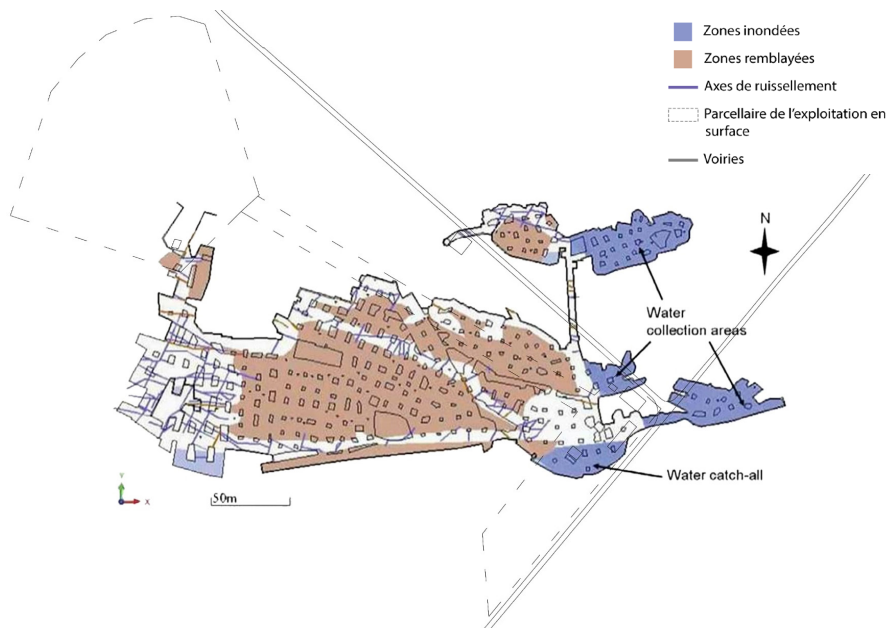 Zones inondées
Zones remblayées
Axes de ruissellement
Parcellaire de l'exploitation en
surface
Voiries
N
Water
collection areas
Water catch-all
Y
X
50m